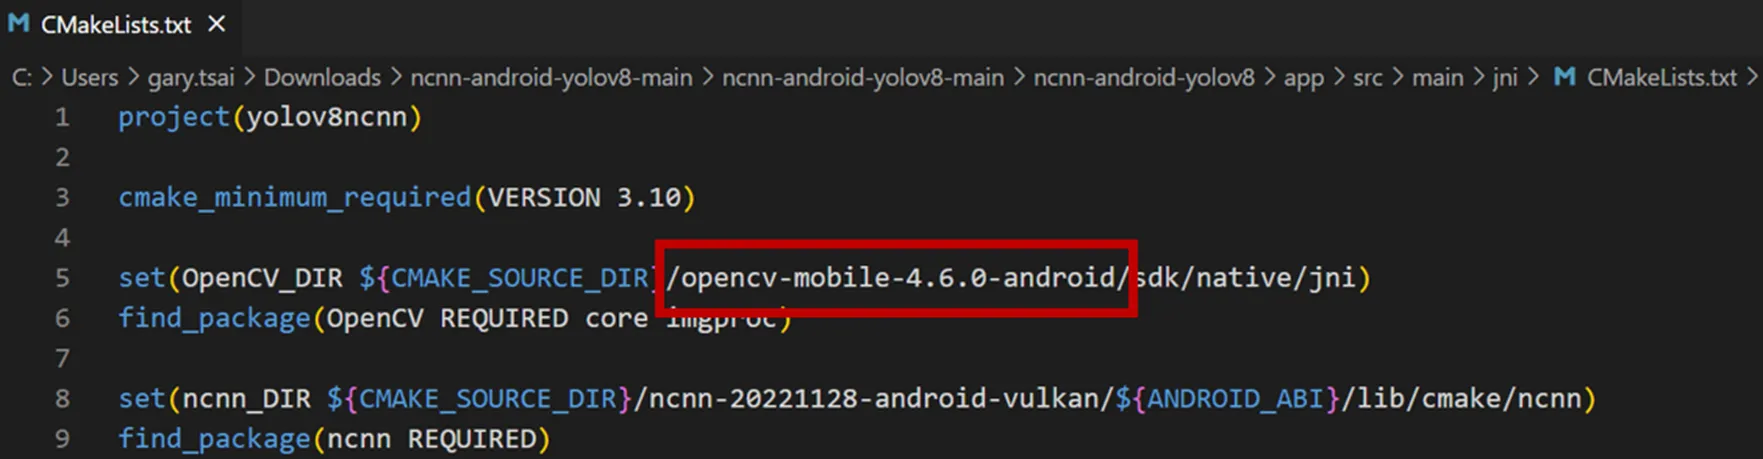 CMakeLists.txt ×
C: > Users > gary.tsai > Downloads > ncnn-android-yolov8-main > ncnn-android-yolov8-main > ncnn-android-yolov8 > app > src > main > jni > CMakeLists.txt >
1 project(yolov8ncnn)
2
3 cmake_minimum_required(VERSION 3.10)
4
5 set(OpenCV_DIR ${CMAKE_SOURCE_DIR}/opencv-mobile-4.6.0-android/sdk/native/jni)
6 find_package(OpenCV REQUIRED core imgproc)
7
8 set(ncnn_DIR ${CMAKE_SOURCE_DIR}/ncnn-20221128-android-vulkan/${ANDROID_ABI}/lib/cmake/ncnn)
9 find_package(ncnn REQUIRED)